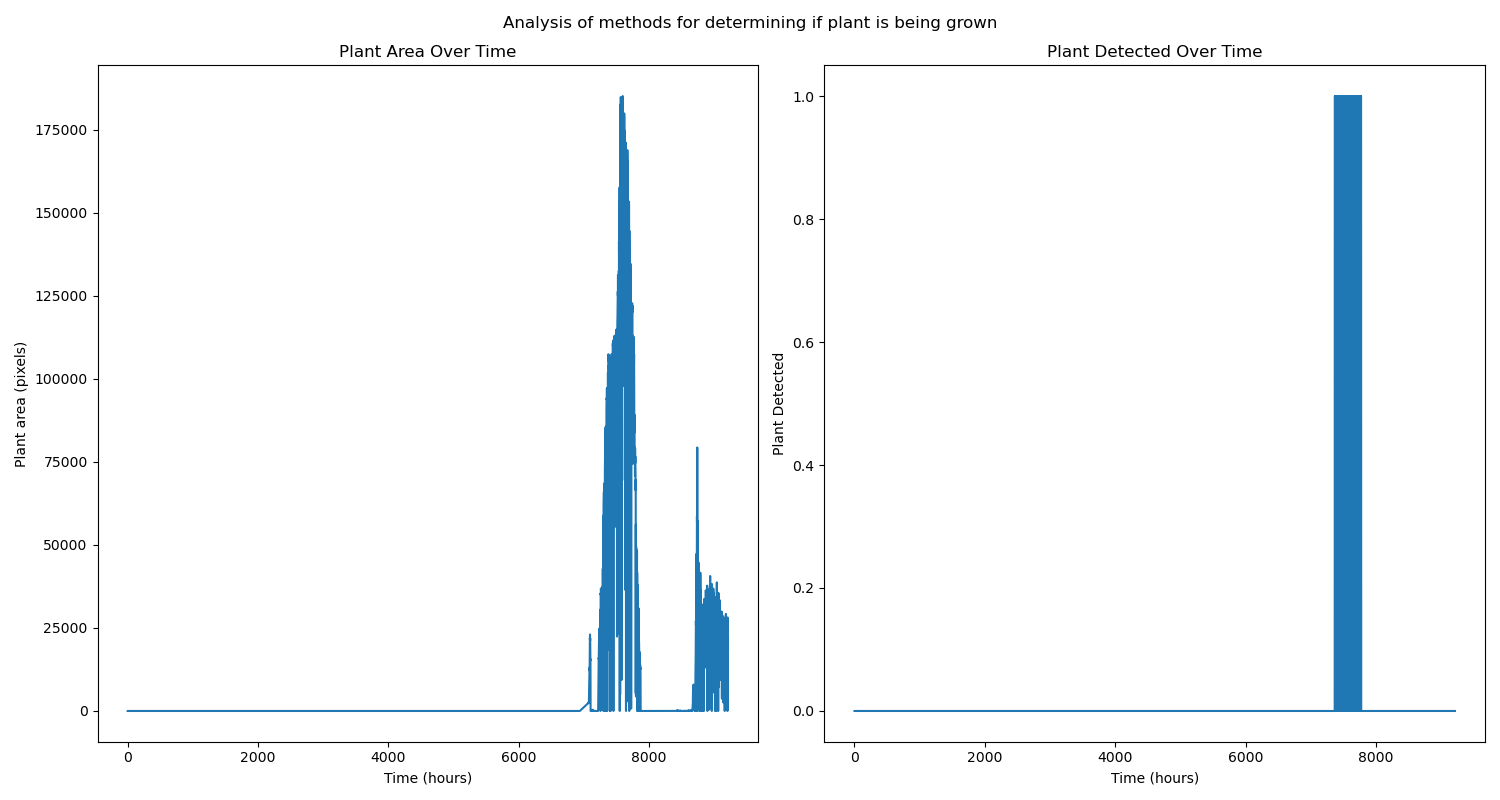 Analysis of methods for determining if plant is being grown
Plant Area Over Time
175000
150000
125000
100000
75000
50000
25000
0
Plant area (pixels)
0 2000 4000 6000 8000
Time (hours)
Plant Detected Over Time
1.0
0.8
0.6
0.4
0.2
0.0
Plant Detected
0 2000 4000 6000 8000
Time (hours)